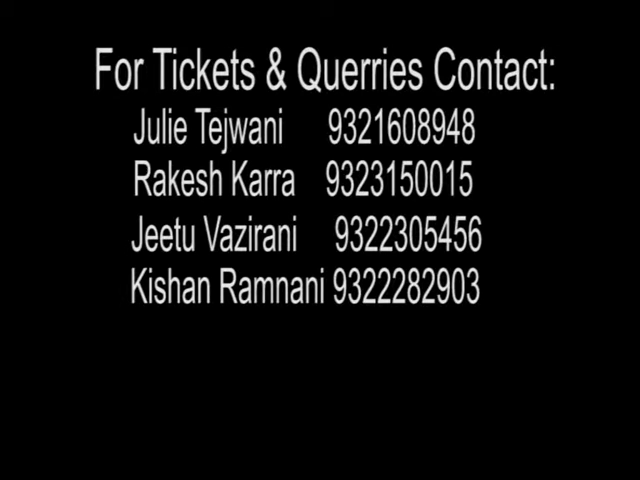 For Tickets & Querries Contact:
Julie Tejwani 9321608948
Rakesh Karra 9323150015
Jeetu Vazirani 9322305456
Kishan Ramnani 9322282903